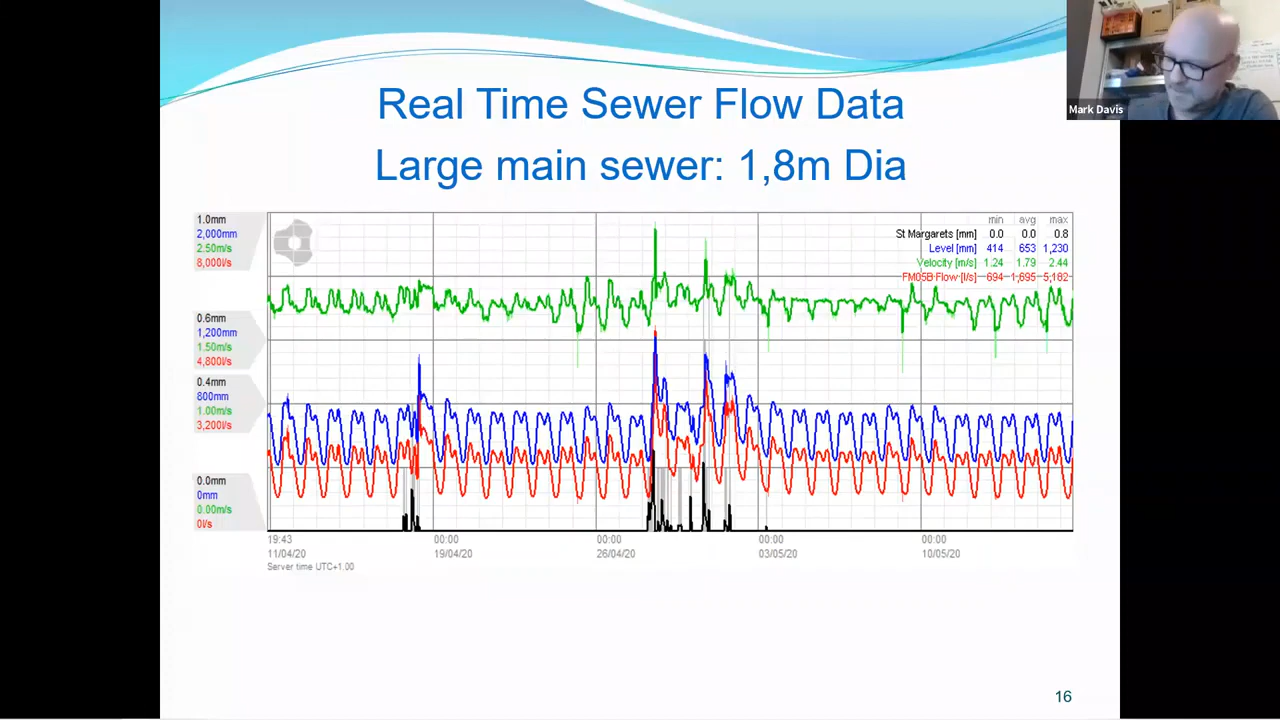 Mark Davis
Real Time Sewer Flow Data
Large main sewer: 1,8m Dia
1.0mm
2,000mm
2.50m/s
8,000l/s
0.6mm
1,200mm
1.50m/s
4,800l/s
0.4mm
800mm
1.00m/s
3,200l/s
0.0mm
0mm
0.00m/s
0l/s
min avg max
St Margarets [mm] 0.0 0.0 0.8
Level [mm] 414 653 1,230
Velocity [m/s] 1.24 1.79 2.44
FM05B Flow [l/s] 694 1,695 5,182
19:43 00:00 00:00 00:00 00:00
11/04/20 19/04/20 26/04/20 03/05/20 10/05/20
Server time UTC+1.00
16